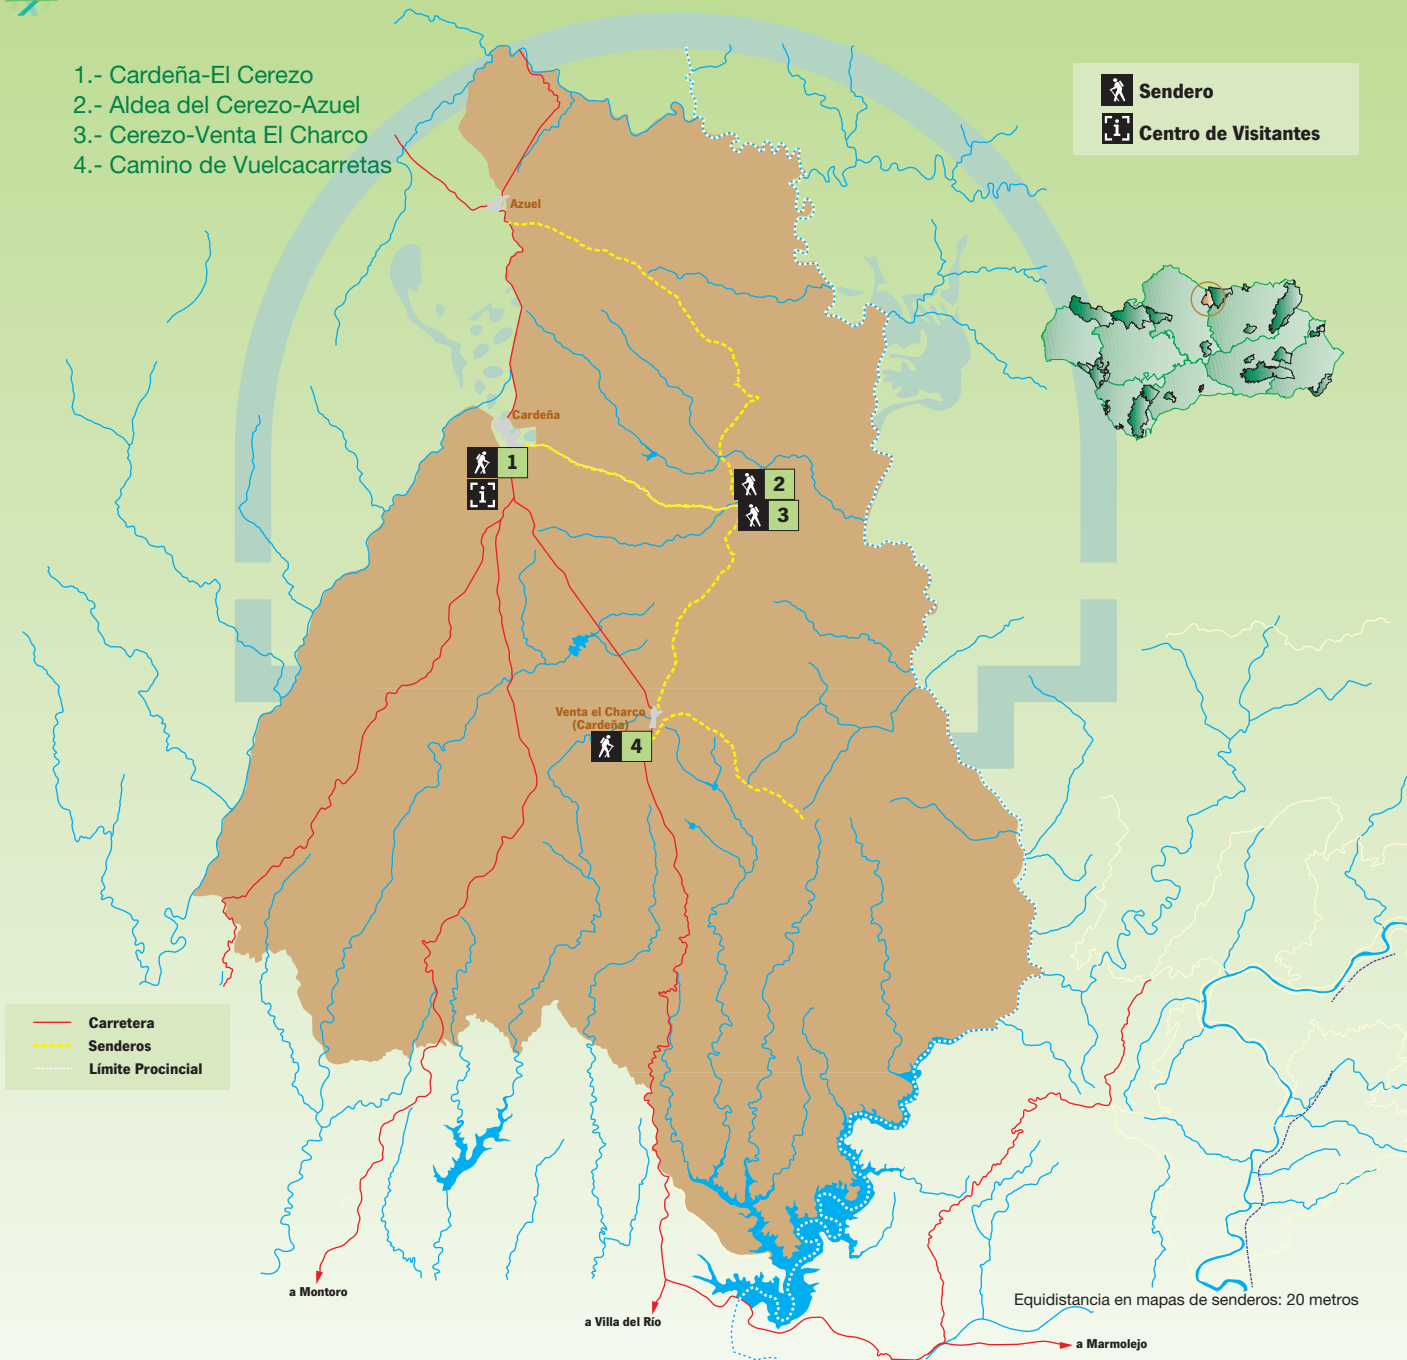 1.- Cardeña-El Cerezo
2.- Aldea del Cerezo-Azuel
3.- Cerezo-Venta El Charco
4.- Camino de Vuelcacarretas
Sendero
Centro de Visitantes
Azuel
Cardeña
1
i
2
3
Venta el Charco
(Cardeña)
4
Carretera
Senderos
Límite Procincial
a Montoro
a Villa del Río
Equidistancia en mapas de senderos: 20 metros
a Marmolejo